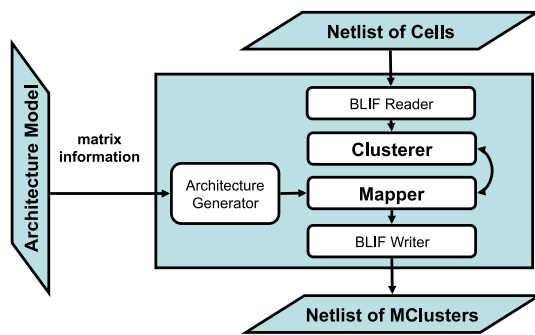 Netlist of Cells
BLIF Reader
Architecture Model
matrix
information
Clusterer
Architecture
Generator
Mapper
BLIF Writer
Netlist of MClusters